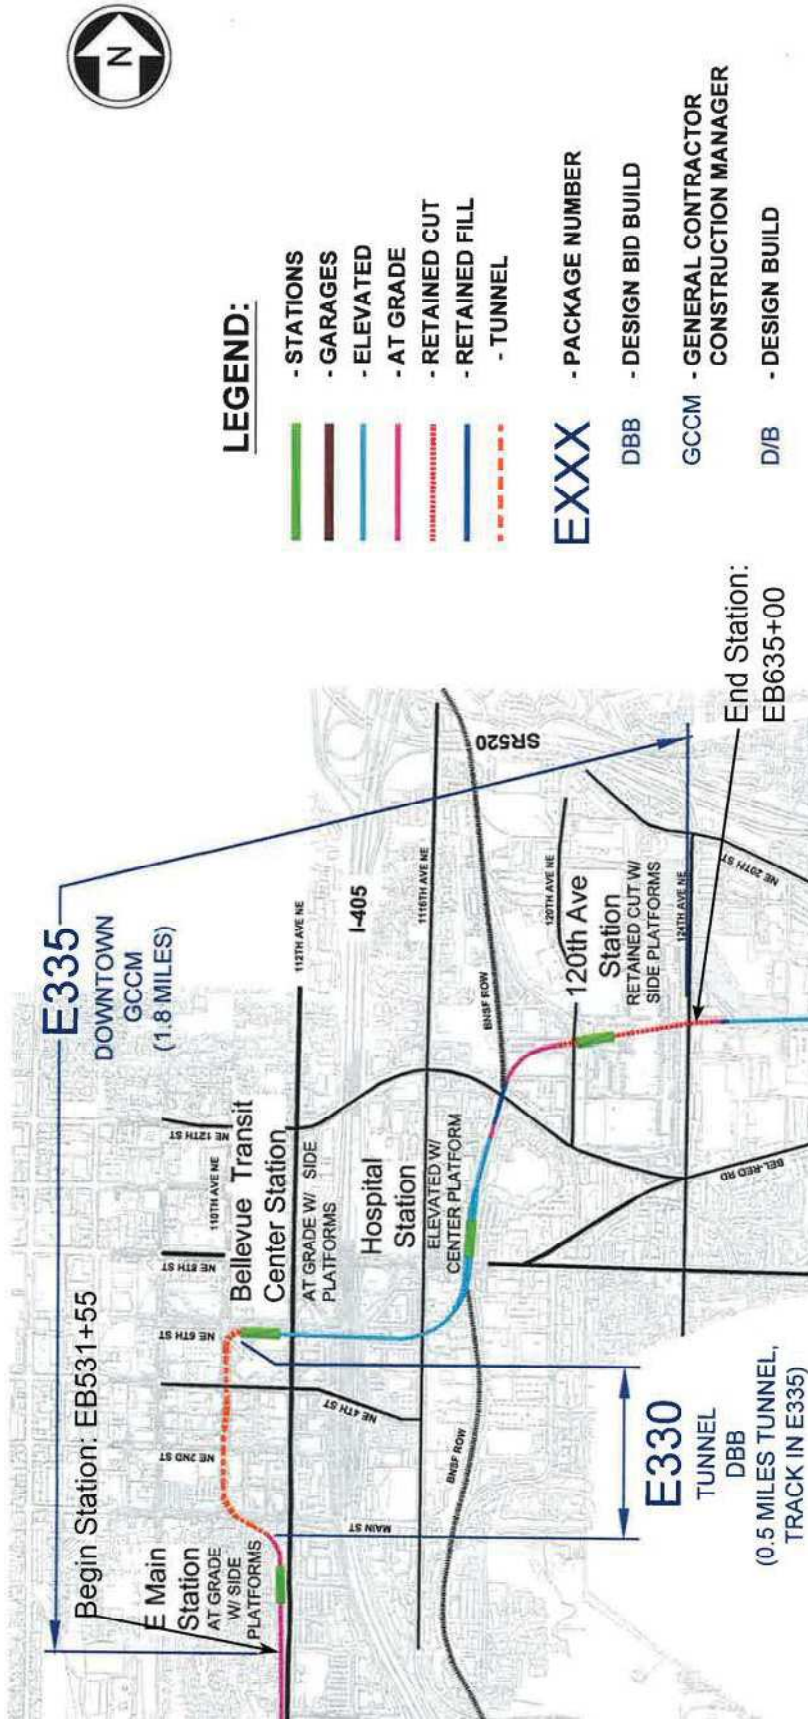 N
LEGEND:
- STATIONS
- GARAGES
- ELEVATED
- AT GRADE
- RETAINED CUT
- RETAINED FILL
- TUNNEL
EXXX - PACKAGE NUMBER
DBB - DESIGN BID BUILD
GCCM - GENERAL CONTRACTOR
CONSTRUCTION MANAGER
D/B - DESIGN BUILD
E335
DOWNTOWN
GCCM
(1.8 MILES)
Begin Station: EB531+55
E Main
Station
AT GRADE
W/ SIDE
PLATFORMS
NE 2ND ST
NE 4TH ST
NE 6TH ST
NE 8TH ST
NE 12TH ST
110TH AVE NE
Bellevue Transit
Center Station
AT GRADE W/ SIDE
PLATFORMS
112TH AVE NE
I-405
Hospital
Station
ELEVATED W/
CENTER PLATFORM
1116TH AVE NE
MAIN ST
BNSF ROW
BNSF ROW
SR520
120TH AVE NE
120th Ave
Station
RETAINED CUT W/
SIDE PLATFORMS
124TH AVE NE
NE 20TH ST
BEL-RED RD
End Station:
EB635+00
E330
TUNNEL
DBB
(0.5 MILES TUNNEL,
TRACK IN E335)